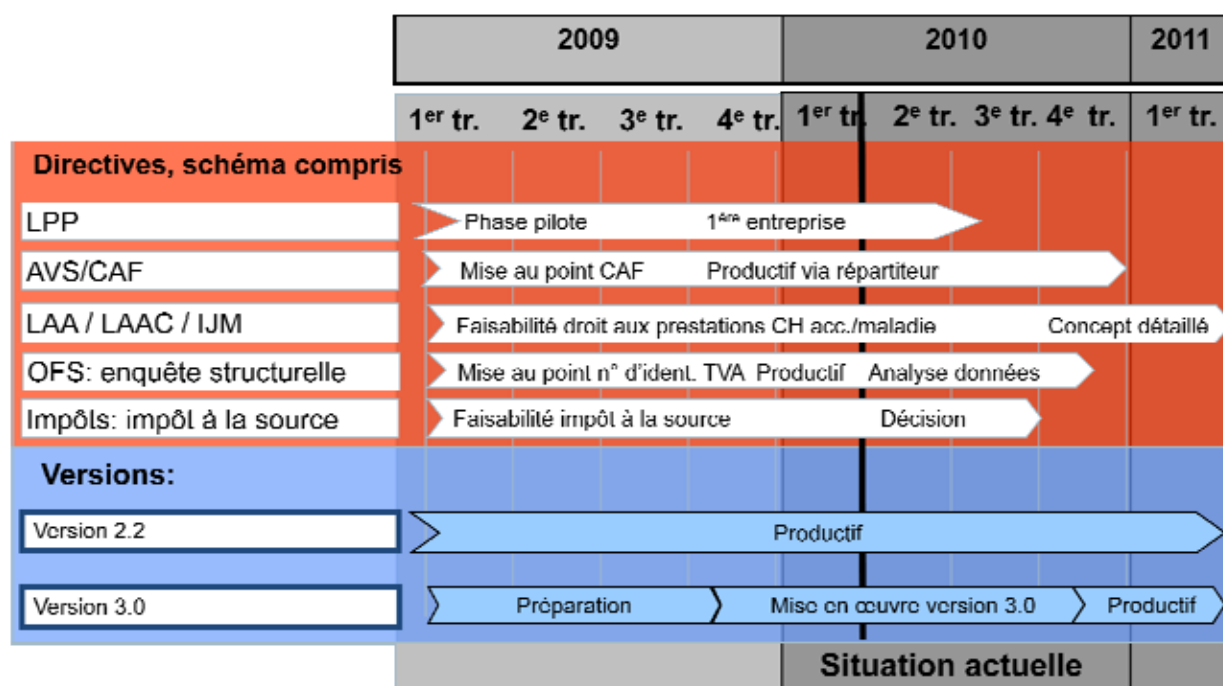 2009 2010 2011
1er tr. 2e tr. 3e tr. 4e tr. 1er tr. 2e tr. 3e tr. 4e tr. 1er tr.
Directives, schéma compris
LPP Phase pilote 1ère entreprise
AVS/CAF Mise au point CAF Productif via répartiteur
LAA / LAAC / IJM Faisabilité droit aux prestations CH acc./maladie Concept détaillé
OFS: enquête structurelle Mise au point n° d'ident. TVA Productif Analyse données
Impôts: impôt à la source Faisabilité impôt à la source Décision
Versions:
Version 2.2 Productif
Version 3.0 Préparation Mise en œuvre version 3.0 Productif
Situation actuelle